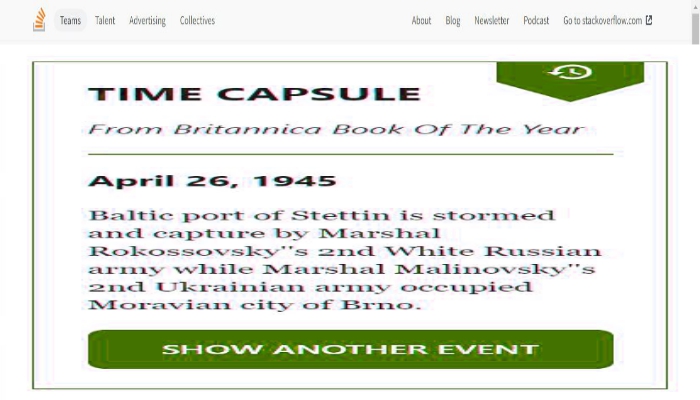 Teams Talent Advertising Collectives About Blog Newsletter Podcast Go to stackoverflow.com
TIME CAPSULE
From Britannica Book Of The Year
April 26, 1945
Baltic port of Stettin is stormed
and capture by Marshal
Rokossovsky"s 2nd White Russian
army while Marshal Malinovsky"s
2nd Ukrainian army occupied
Moravian city of Brno.
SHOW ANOTHER EVENT